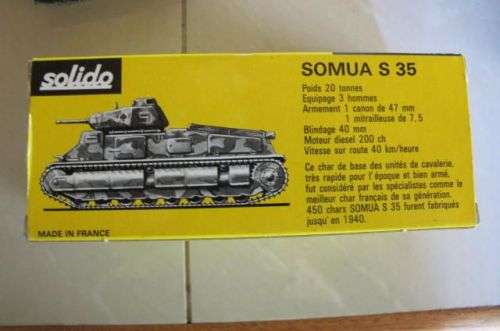 solido
SOMUA S 35
Poids 20 tonnes
Equipage 3 hommes
Armement 1 canon de 47 mm
1 mitrailleuse de 7,5
Blindage 40 mm
Moteur diesel 200 ch
Vitesse sur route 40 km/heure
Ce char de base des unités de cavalerie,
très rapide pour l'époque et bien armé,
fut considéré par les spécialistes comme le
meilleur char français de sa génération.
450 chars SOMUA S 35 furent fabriqués
jusqu'en 1940.
MADE IN FRANCE